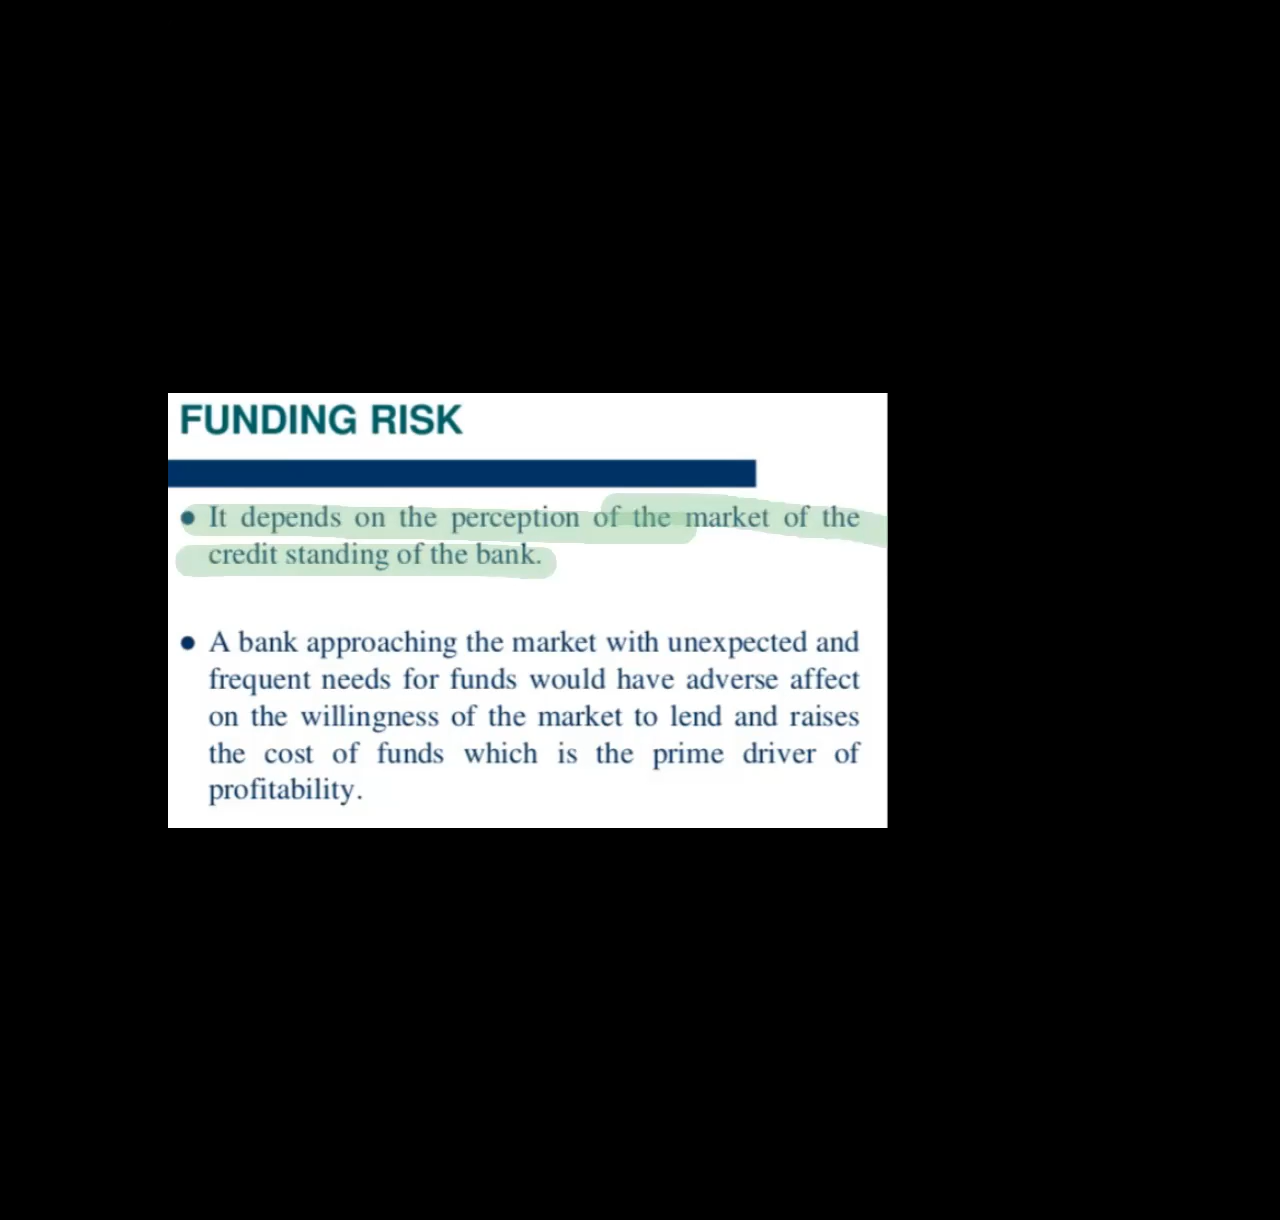 FUNDING RISK
● It depends on the perception of the market of the
credit standing of the bank.
● A bank approaching the market with unexpected and
frequent needs for funds would have adverse affect
on the willingness of the market to lend and raises
the cost of funds which is the prime driver of
profitability.